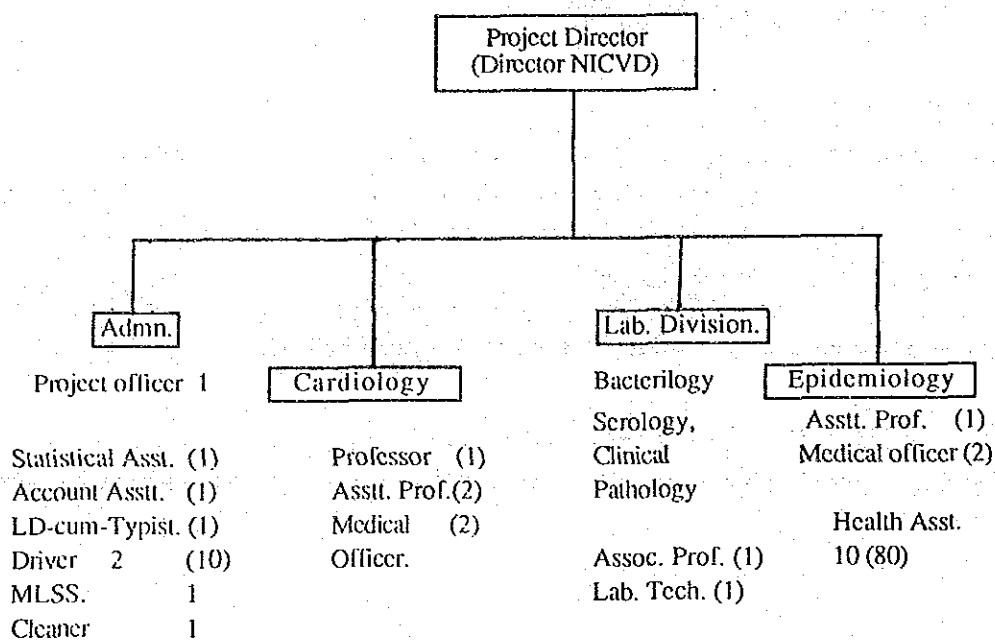 Project Director
(Director NICVD)
Admn.
Project officer 1
Statistical Asst. (1)
Account Asstt. (1)
LD-cum-Typist. (1)
Driver 2 (10)
MLSS. 1
Cleaner 1
Cardiology
Professor (1)
Asstt. Prof.(2)
Medical (2)
Officer.
Lab. Division.
Bacterilogy
Serology,
Clinical
Pathology
Assoc. Prof. (1)
Lab. Tech. (1)
Epidemiology
Asstt. Prof. (1)
Medical officer (2)
Health Asst.
10 (80)